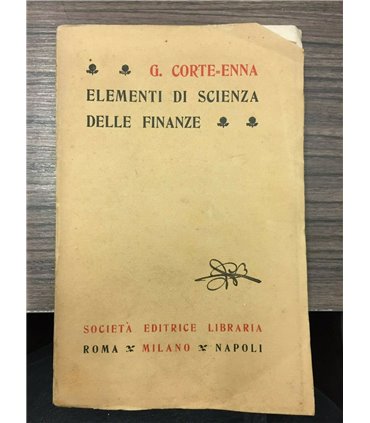 G. CORTE-ENNA
ELEMENTI DI SCIENZA
DELLE FINANZE
SOCIETÀ EDITRICE LIBRARIA
ROMA MILANO NAPOLI